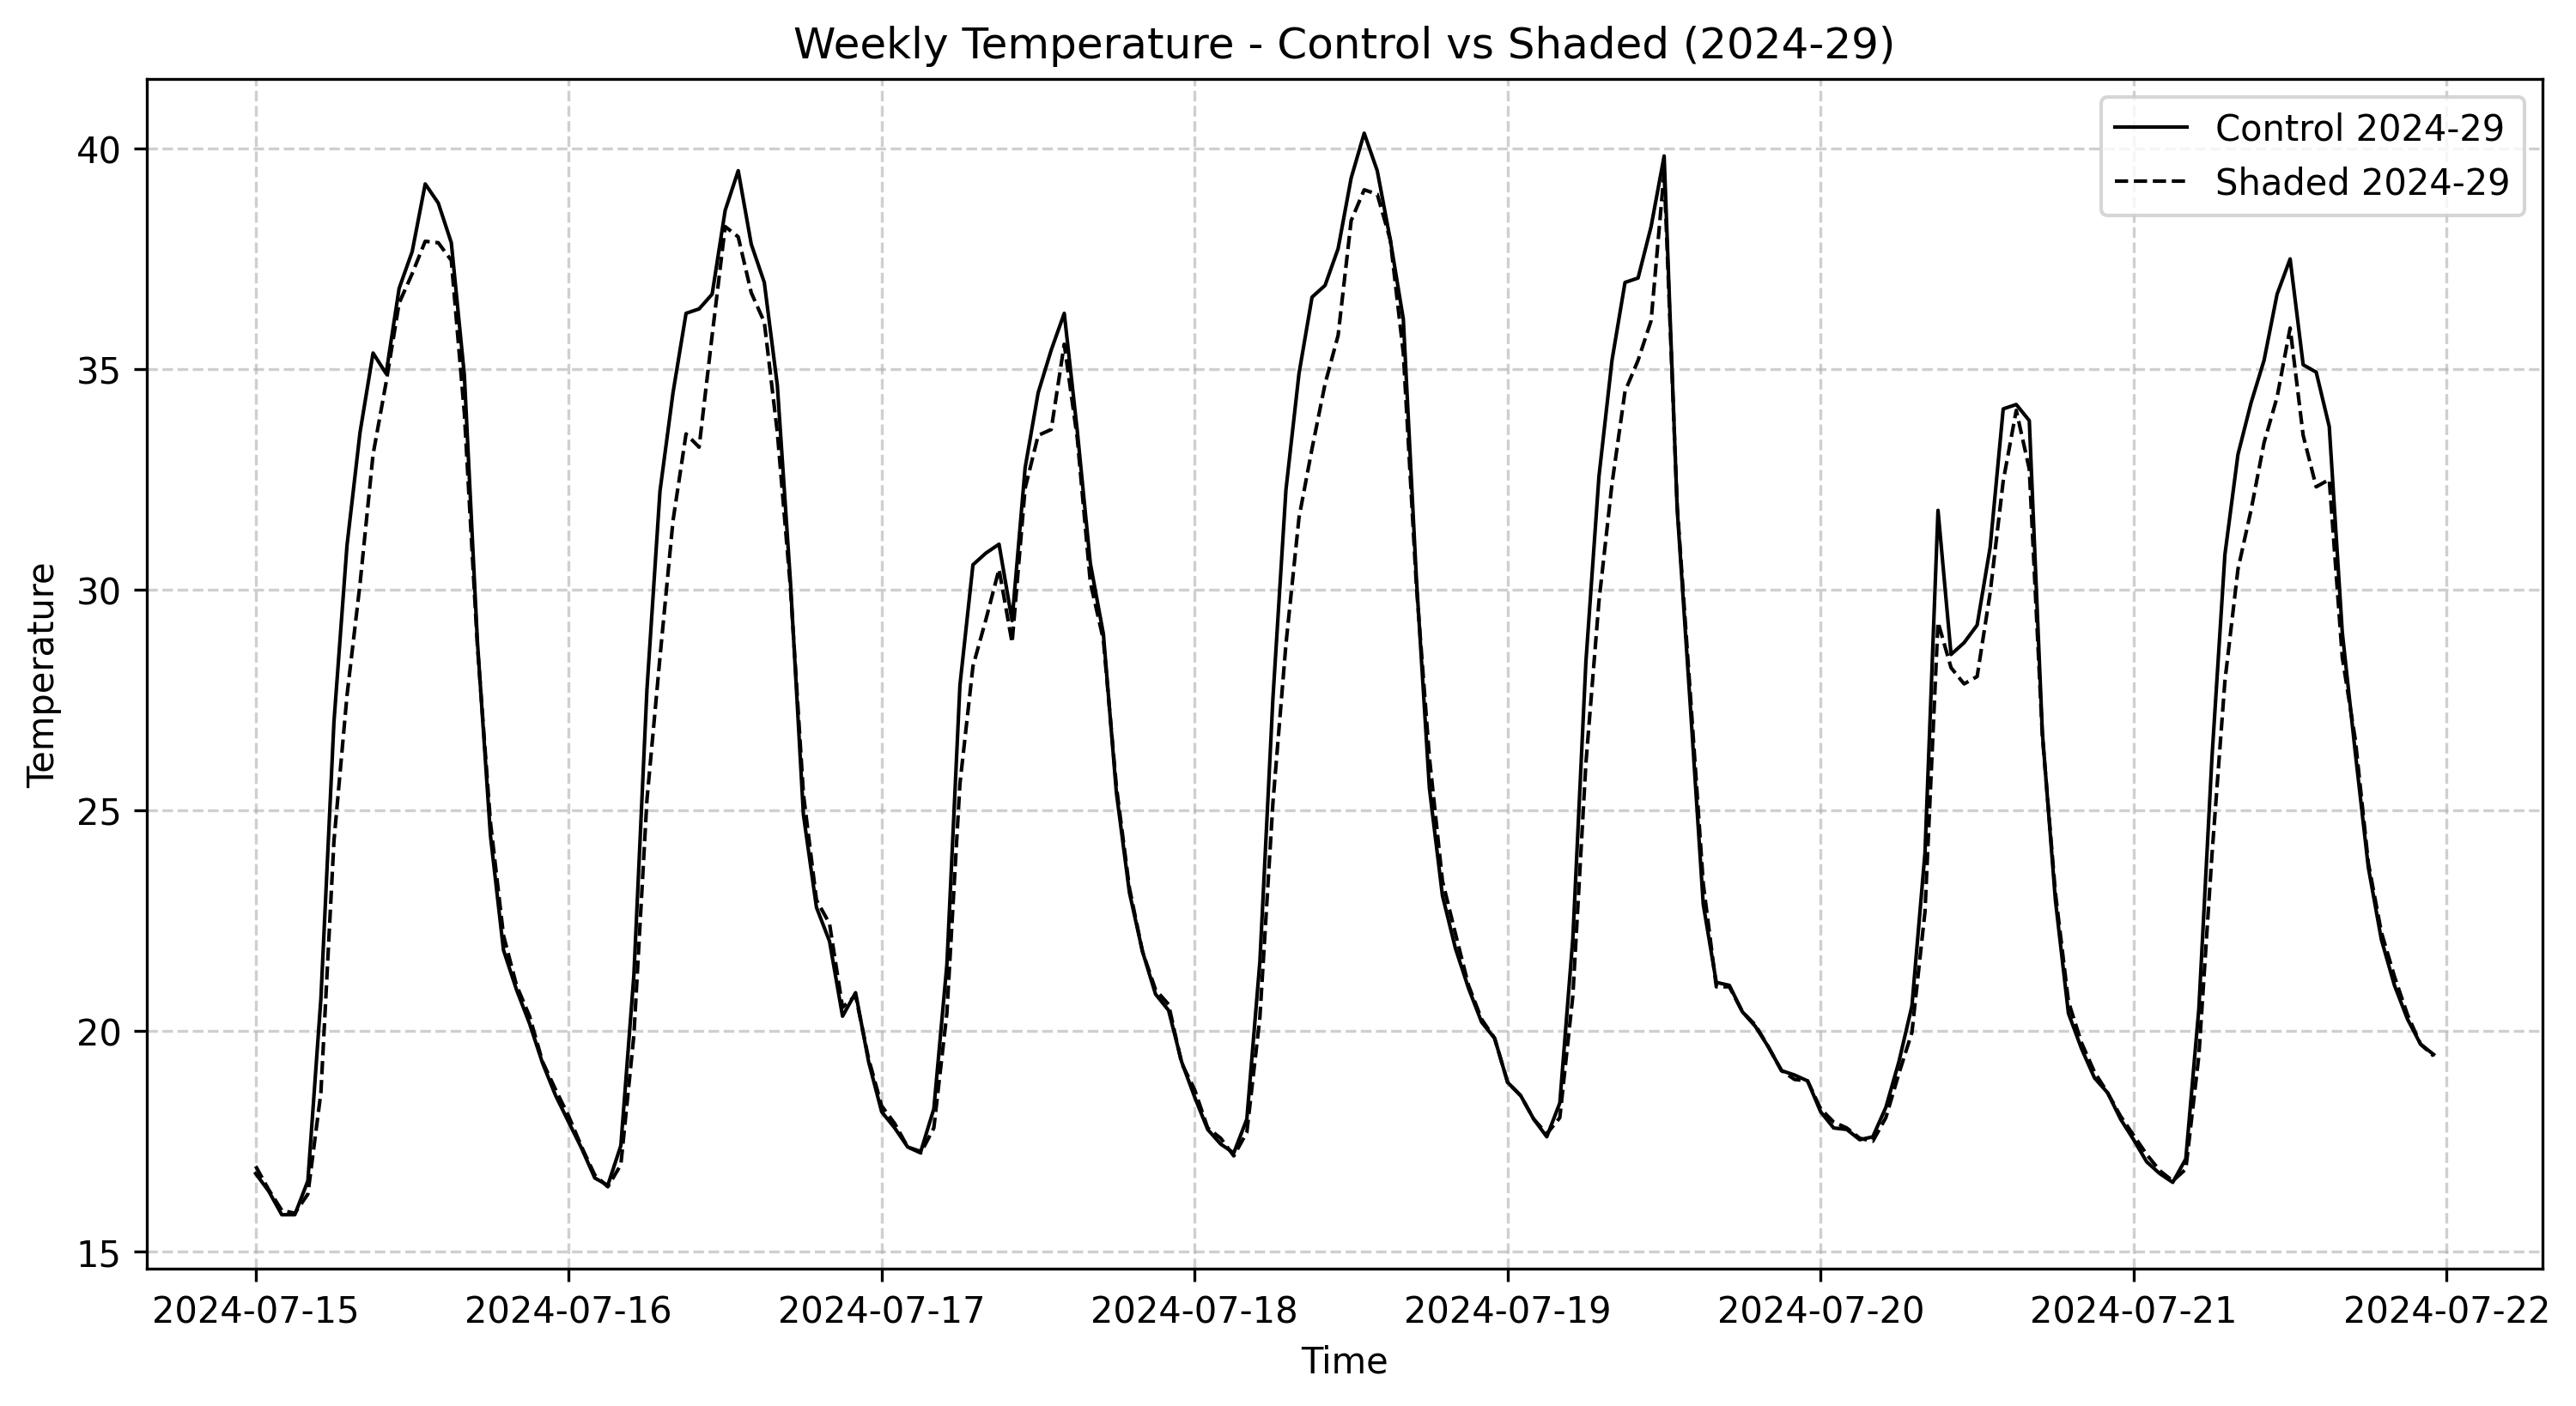 Weekly Temperature - Control vs Shaded (2024-29)
Control 2024-29
Shaded 2024-29
Temperature
40
35
30
25
20
15
2024-07-15
2024-07-16
2024-07-17
2024-07-18
2024-07-19
2024-07-20
2024-07-21
2024-07-22
Time